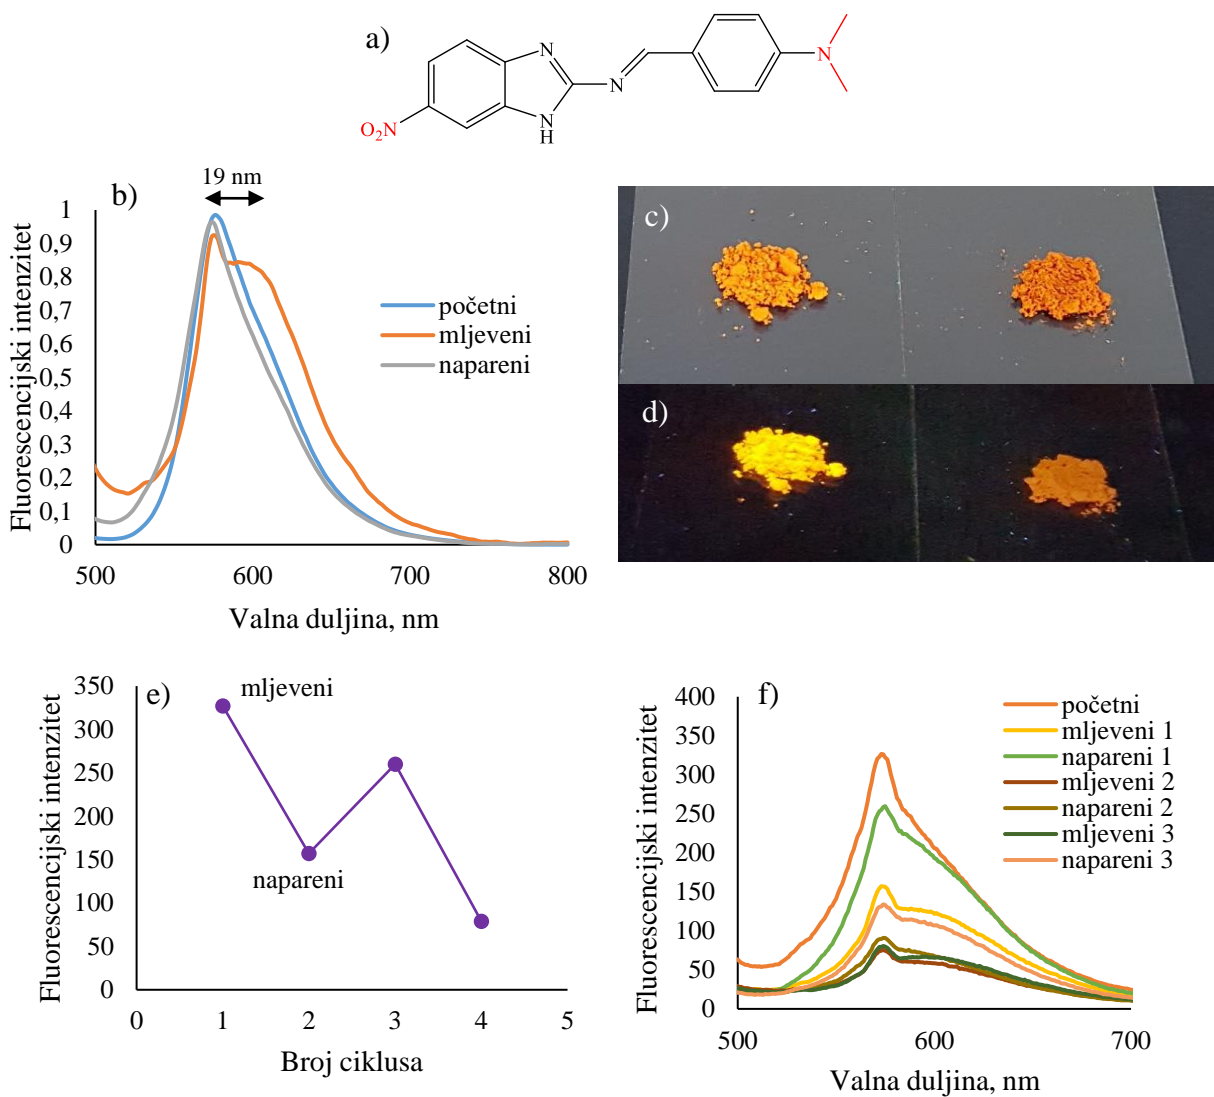 a)
N
N
H
N
N
O₂N
b)
19 nm
Fluorescencijski intenzitet
1
0,9
0,8
0,7
0,6
0,5
0,4
0,3
0,2
0,1
0
500
600
700
800
Valna duljina, nm
početni
mljeveni
napareni
c)
d)
e)
Fluorescencijski intenzitet
350
300
250
200
150
100
50
0
0
1
2
3
4
5
Broj ciklusa
mljeveni
napareni
f)
Fluorescencijski intenzitet
400
350
300
250
200
150
100
50
0
500
600
700
Valna duljina, nm
početni
mljeveni 1
napareni 1
mljeveni 2
napareni 2
mljeveni 3
napareni 3